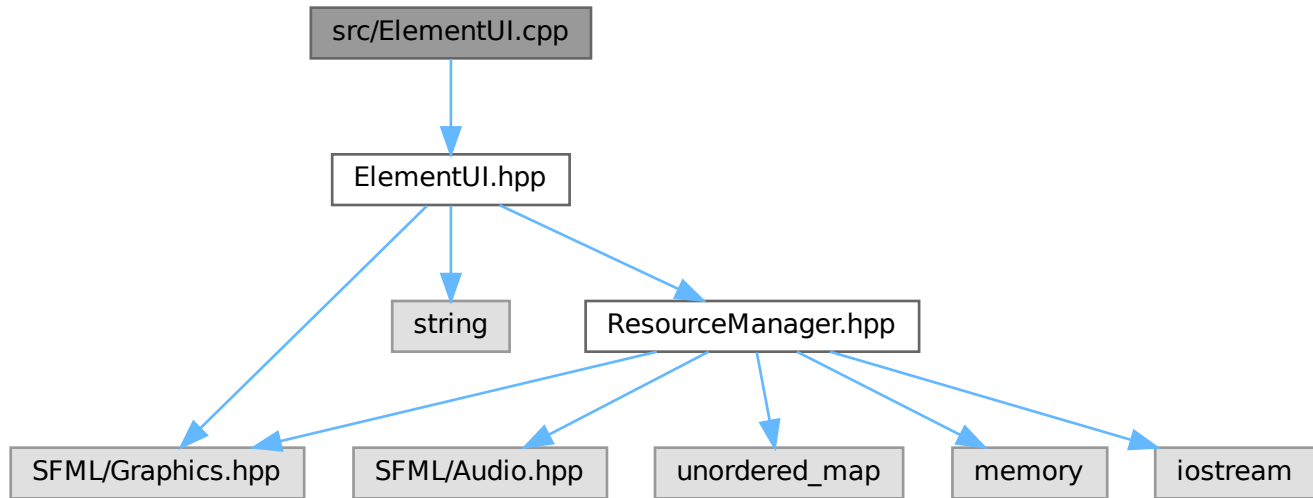 src/ElementUI.cpp
ElementUI.hpp
string
ResourceManager.hpp
SFML/Graphics.hpp
SFML/Audio.hpp
unordered_map
memory
iostream